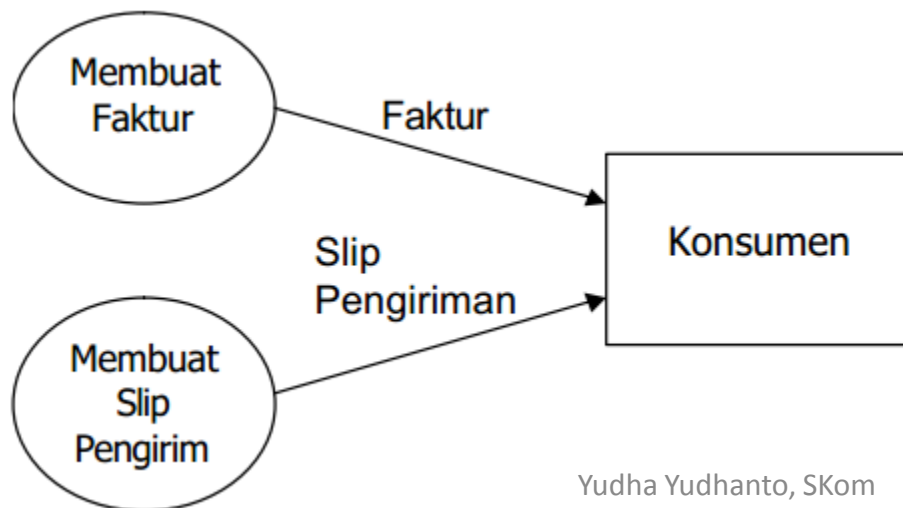 Membuat
Faktur
Faktur
Konsumen
Slip
Pengiriman
Membuat
Slip
Pengirim
Yudha Yudhanto, SKom